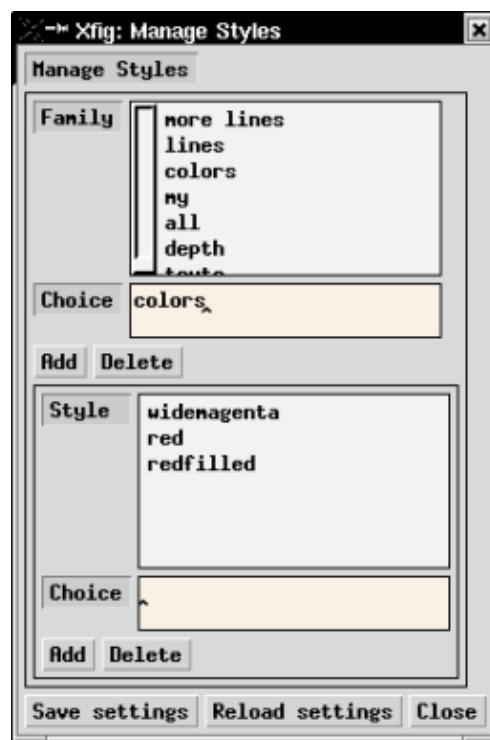 Xfig: Manage Styles
Manage Styles
Family
more lines
lines
colors
my
all
depth
Choice
colors
Add Delete
Style
widemagenta
red
redfilled
Choice
Add Delete
Save settings Reload settings Close